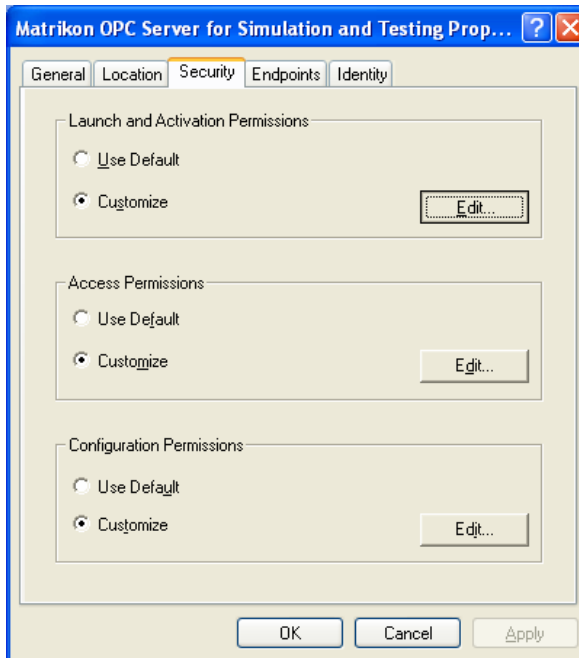 Matrikon OPC Server for Simulation and Testing Prop...
General Location Security Endpoints Identity
Launch and Activation Permissions
Use Default
Customize Edit...
Access Permissions
Use Default
Customize Edit...
Configuration Permissions
Use Default
Customize Edit...
OK Cancel Apply